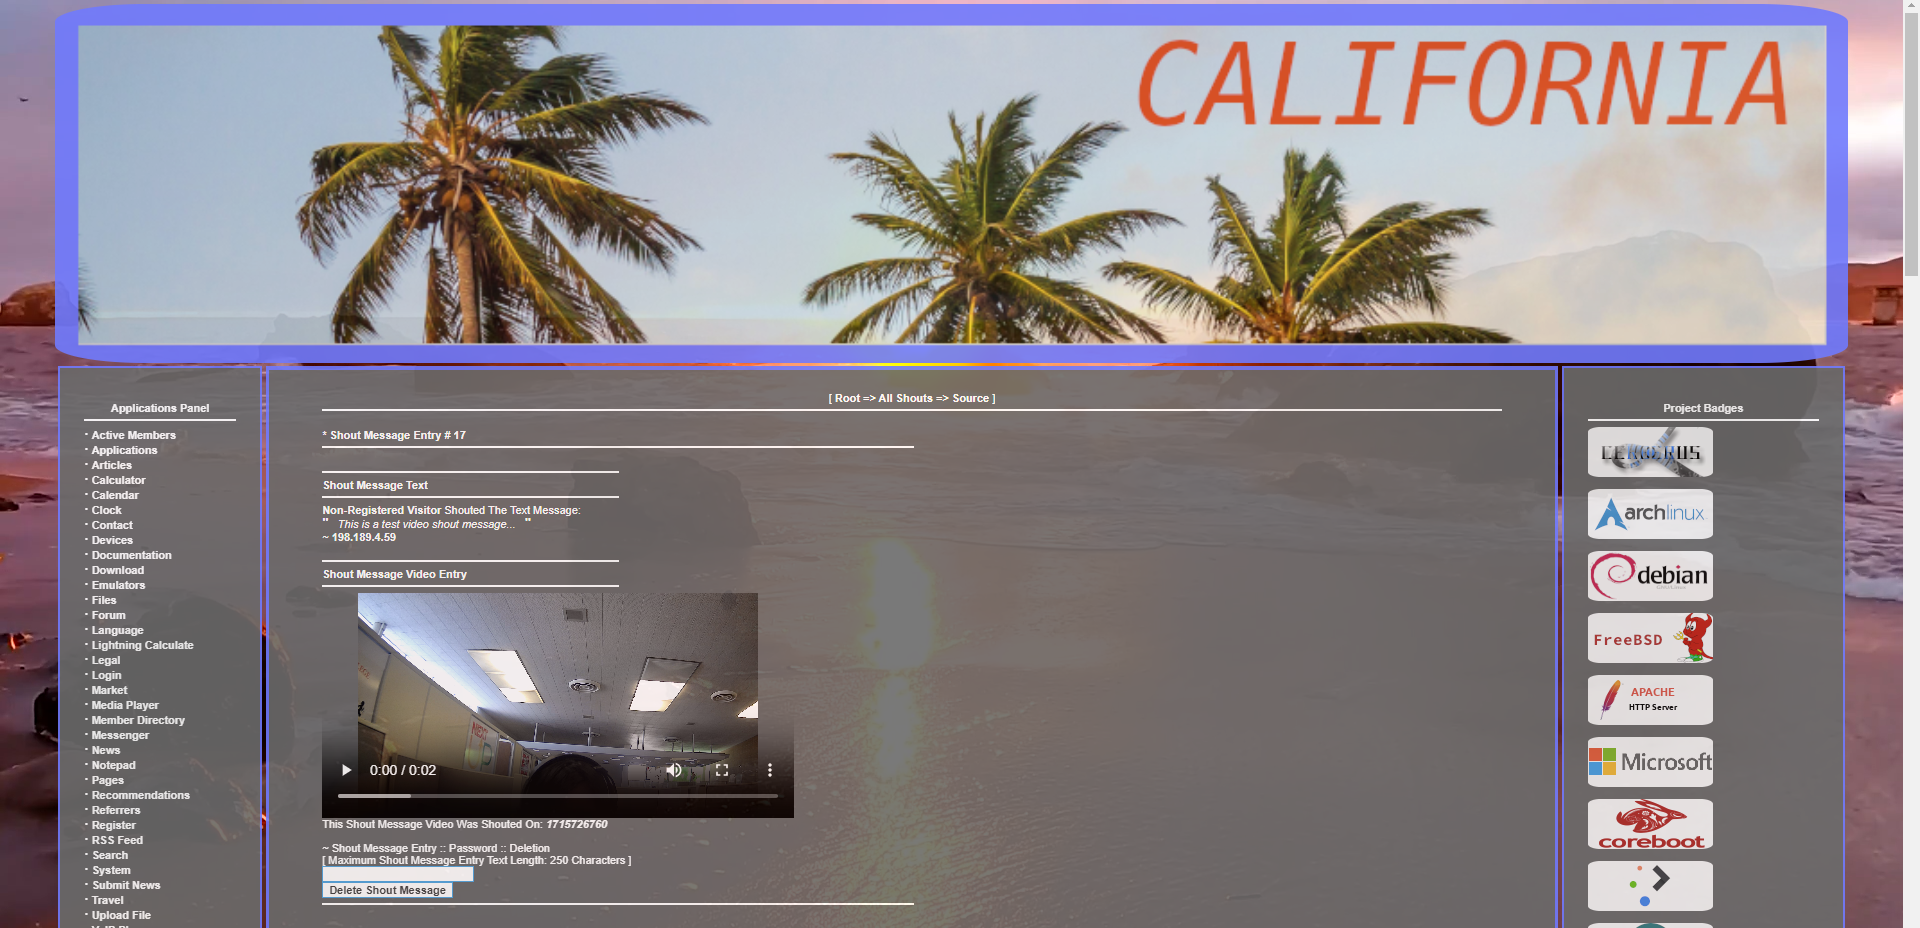 CALIFORNIA
[ Root => All Shouts => Source ]
Applications Panel
· Active Members
· Applications
· Articles
· Calculator
· Calendar
· Clock
· Contact
· Devices
· Documentation
· Download
· Emulators
· Files
· Forum
· Language
· Lightning Calculate
· Legal
· Login
· Market
· Media Player
· Member Directory
· Messenger
· News
· Notepad
· Pages
· Recommendations
· Referrers
· Register
· RSS Feed
· Search
· System
· Submit News
· Travel
· Upload File
* Shout Message Entry # 17
Shout Message Text
Non-Registered Visitor Shouted The Text Message:
" This is a test video shout message... "
~ 198.189.4.59
Shout Message Video Entry
0:00 / 0:02
This Shout Message Video Was Shouted On: 1715726760
~ Shout Message Entry :: Password :: Deletion
[ Maximum Shout Message Entry Text Length: 250 Characters ]
Delete Shout Message
Project Badges
CERBERUS
archlinux
debian
FreeBSD
APACHE
HTTP Server
Microsoft
coreboot